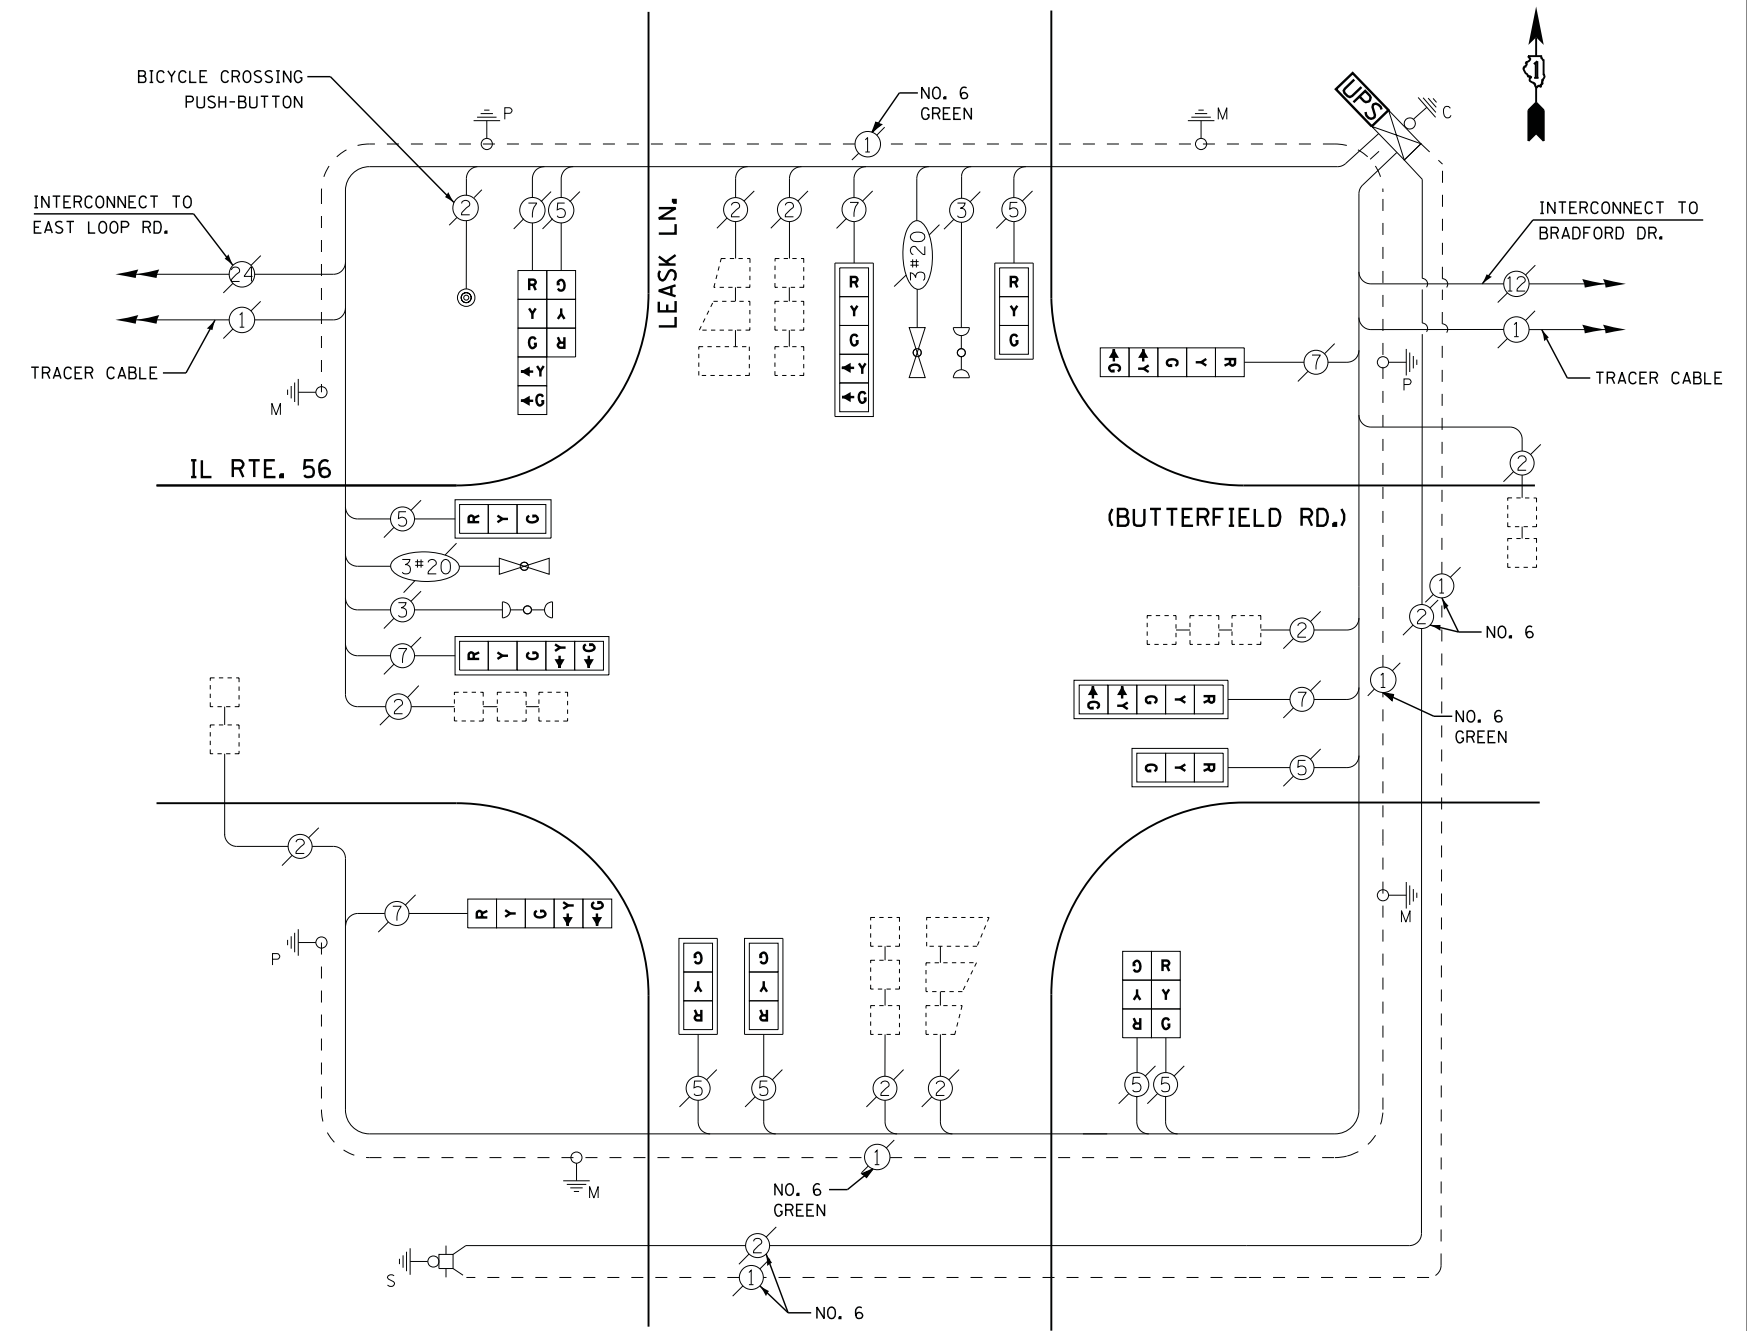 BICYCLE CROSSING
PUSH-BUTTON
P
NO. 6
GREEN
1
M
UPS
C
1
INTERCONNECT TO
EAST LOOP RD.
24
1
TRACER CABLE
M
2
7
5
R
Y
G
←Y
←G
G
Y
R
LEASK LN.
2
2
7
3#20
3
5
R
Y
G
←Y
←G
R
Y
G
INTERCONNECT TO
BRADFORD DR.
12
1
TRACER CABLE
←G ←Y G Y R
7
P
2
IL RTE. 56
(BUTTERFIELD RD.)
5
R Y G
3#20
3
7
R Y G ←Y ←G
2
2
1
2
NO. 6
1
NO. 6
GREEN
←G ←Y G Y R
7
G Y R
5
2
7
R Y G ←Y ←G
P
M
G
Y
R
G
Y
R
5
5
2
2
G
Y
R
R
Y
G
5
5
1
M
NO. 6
GREEN
S
2
1
NO. 6